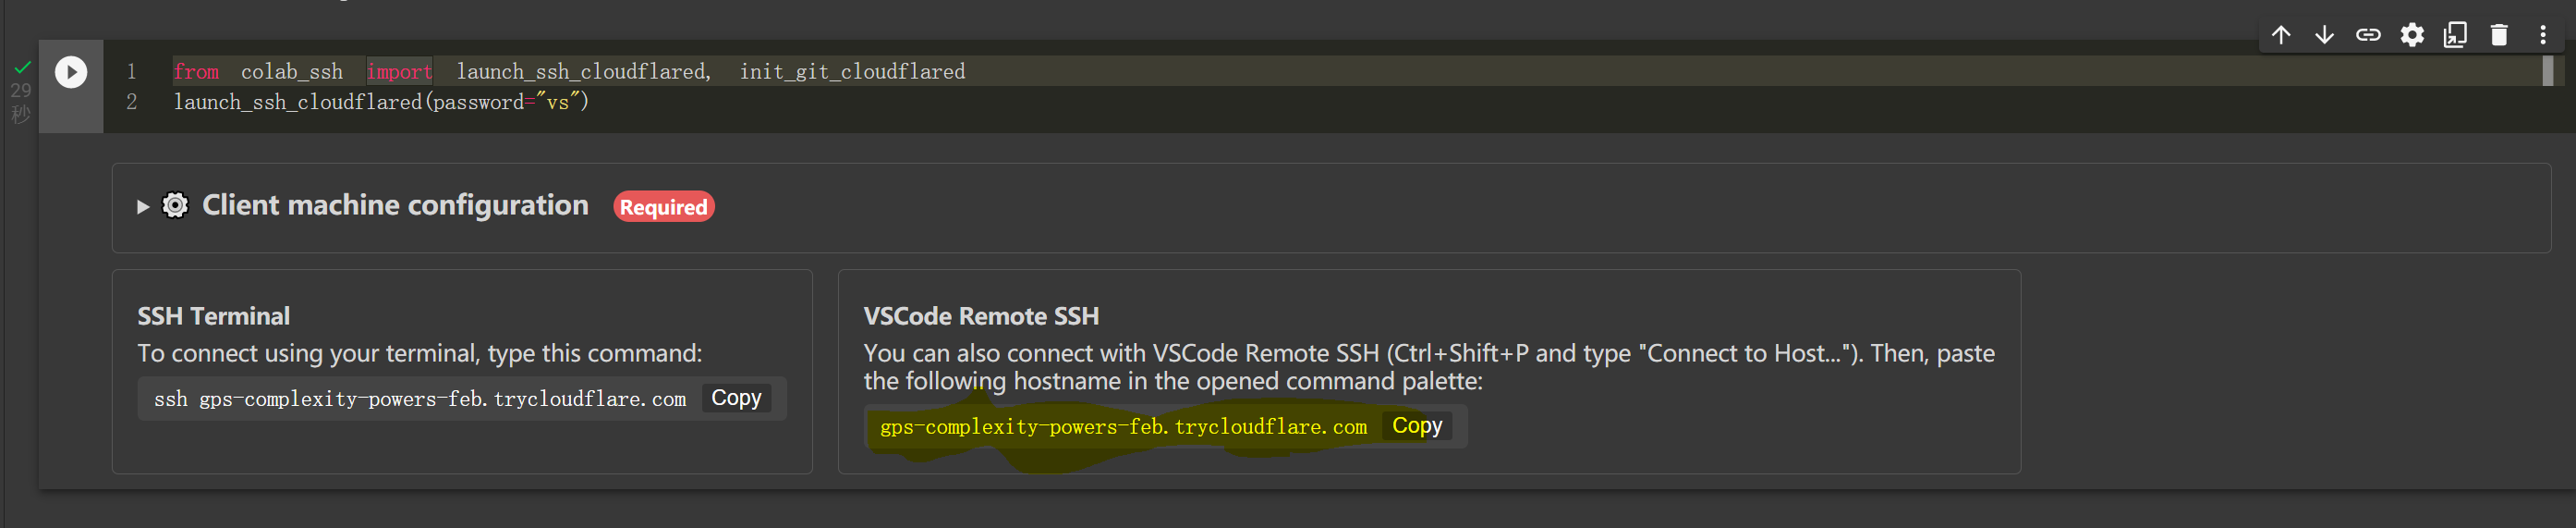 29
秒
1 from colab_ssh import launch_ssh_cloudflared, init_git_cloudflared
2 launch_ssh_cloudflared(password="vs")
Client machine configuration Required
SSH Terminal
To connect using your terminal, type this command:
ssh gps-complexity-powers-feb.trycloudflare.com Copy
VSCode Remote SSH
You can also connect with VSCode Remote SSH (Ctrl+Shift+P and type "Connect to Host..."). Then, paste
the following hostname in the opened command palette:
gps-complexity-powers-feb.trycloudflare.com Copy